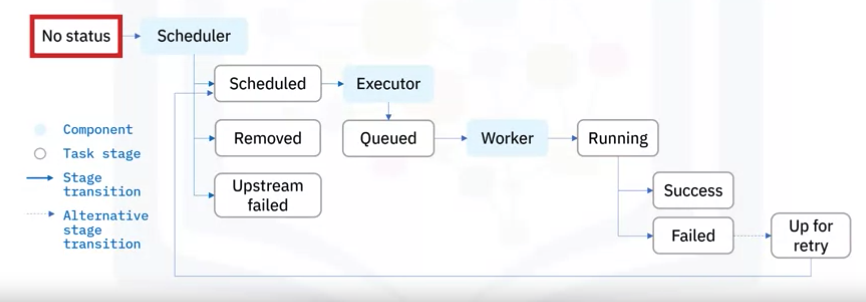 No status
Scheduler
Scheduled
Executor
Removed
Queued
Worker
Running
Upstream
failed
Success
Failed
Up for
retry
Component
Task stage
Stage
transition
Alternative
stage
transition